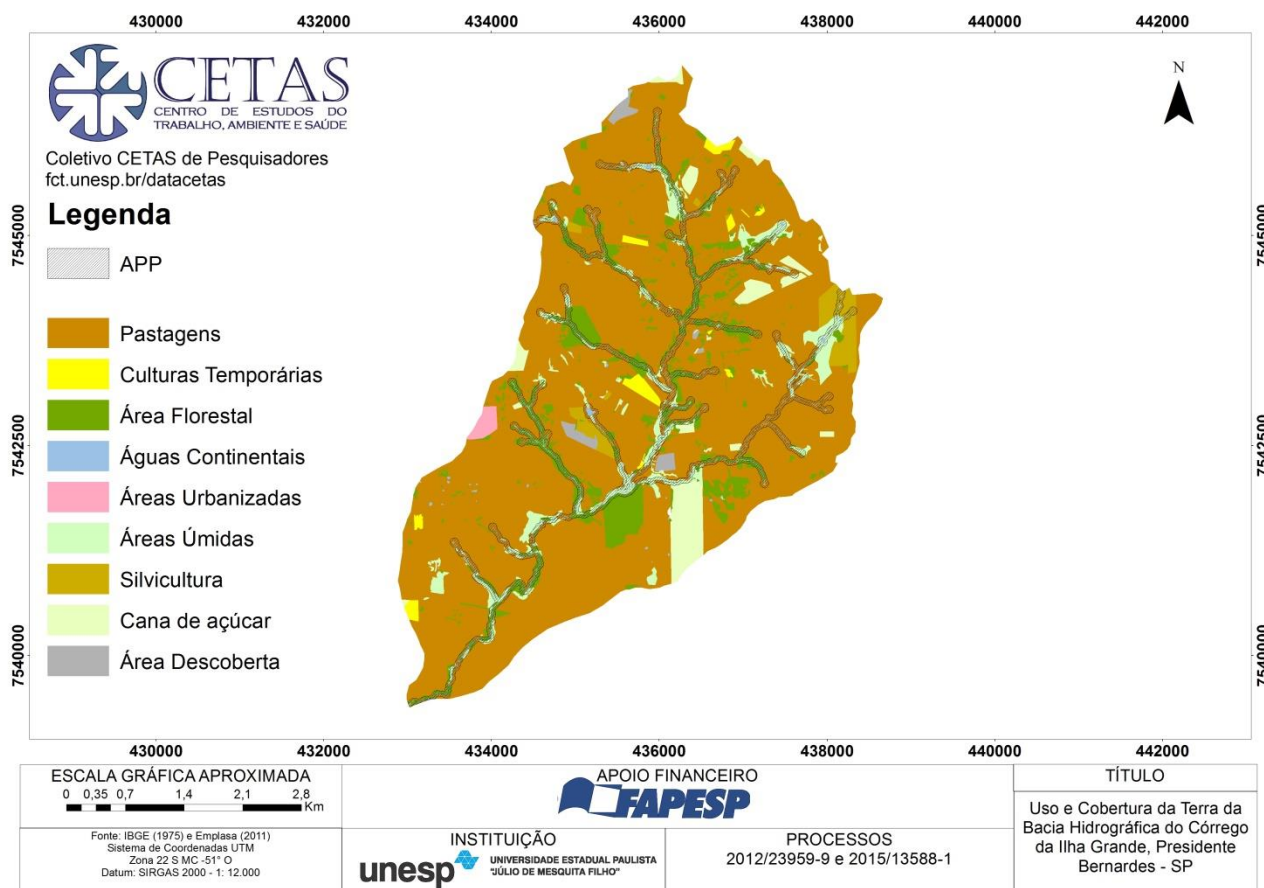 430000 432000 434000 436000 438000 440000 442000
CETAS
CENTRO DE ESTUDOS DO
TRABALHO, AMBIENTE E SAÚDE
N
Coletivo CETAS de Pesquisadores
fct.unesp.br/datacetas
Legenda
APP
Pastagens
Culturas Temporárias
Área Florestal
Águas Continentais
Áreas Urbanizadas
Áreas Úmidas
Silvicultura
Cana de açúcar
Área Descoberta
7545000
7542500
7540000
7545000
7542500
7540000
430000 432000 434000 436000 438000 440000 442000
ESCALA GRÁFICA APROXIMADA
0 0,35 0,7 1,4 2,1 2,8
Km
Fonte: IBGE (1975) e Emplasa (2011)
Sistema de Coordenadas UTM
Zona 22 S MC -51° O
Datum: SIRGAS 2000 - 1: 12.000
APOIO FINANCEIRO
FAPESP
INSTITUIÇÃO
unesp
UNIVERSIDADE ESTADUAL PAULISTA
"JÚLIO DE MESQUITA FILHO"
PROCESSOS
2012/23959-9 e 2015/13588-1
TÍTULO
Uso e Cobertura da Terra da
Bacia Hidrográfica do Córrego
da Ilha Grande, Presidente
Bernardes - SP